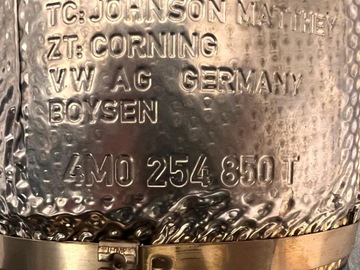 TC: JOHNSON MATTHEY
ZT: CORNING
VW AG GERMANY
BOYSEN
4M0 254 850 T